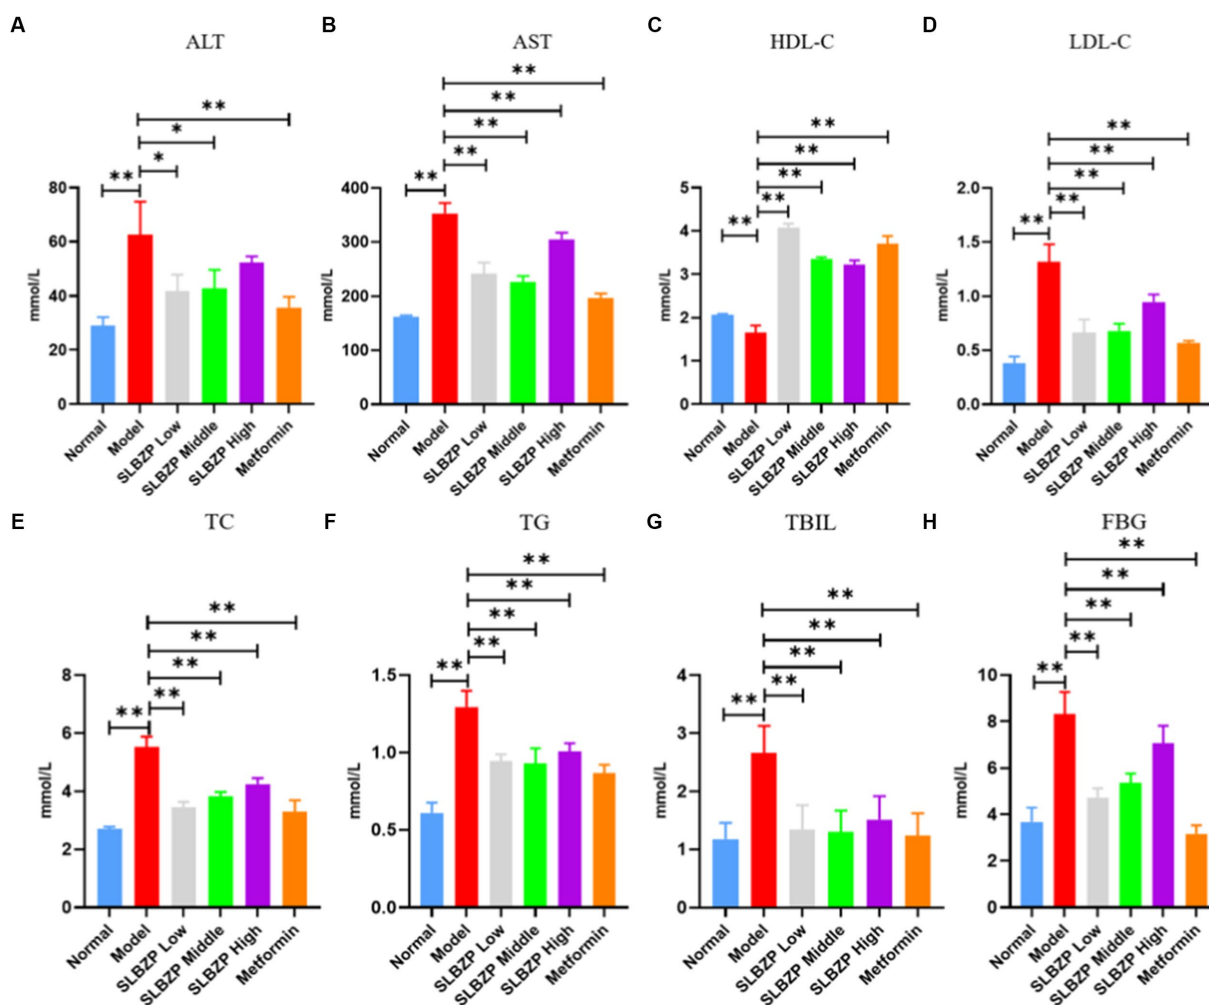 A
ALT
**
*
*
**
mmol/L
80
60
40
20
0
Normal
Model
SLBZP Low
SLBZP Middle
SLBZP High
Metformin
B
AST
**
**
**
**
**
mmol/L
400
300
200
100
0
Normal
Model
SLBZP Low
SLBZP Middle
SLBZP High
Metformin
C
HDL-C
**
**
**
**
**
mmol/L
5
4
3
2
1
0
Normal
Model
SLBZP Low
SLBZP Middle
SLBZP High
Metformin
D
LDL-C
**
**
**
**
**
mmol/L
2.0
1.5
1.0
0.5
0.0
Normal
Model
SLBZP Low
SLBZP Middle
SLBZP High
Metformin
E
TC
**
**
**
**
**
mmol/L
8
6
4
2
0
Normal
Model
SLBZP Low
SLBZP Middle
SLBZP High
Metformin
F
TG
**
**
**
**
**
mmol/L
1.5
1.0
0.5
0.0
Normal
Model
SLBZP Low
SLBZP Middle
SLBZP High
Metformin
G
TBIL
**
**
**
**
**
mmol/L
4
3
2
1
0
Normal
Model
SLBZP Low
SLBZP Middle
SLBZP High
Metformin
H
FBG
**
**
**
**
**
mmol/L
10
8
6
4
2
0
Normal
Model
SLBZP Low
SLBZP Middle
SLBZP High
Metformin